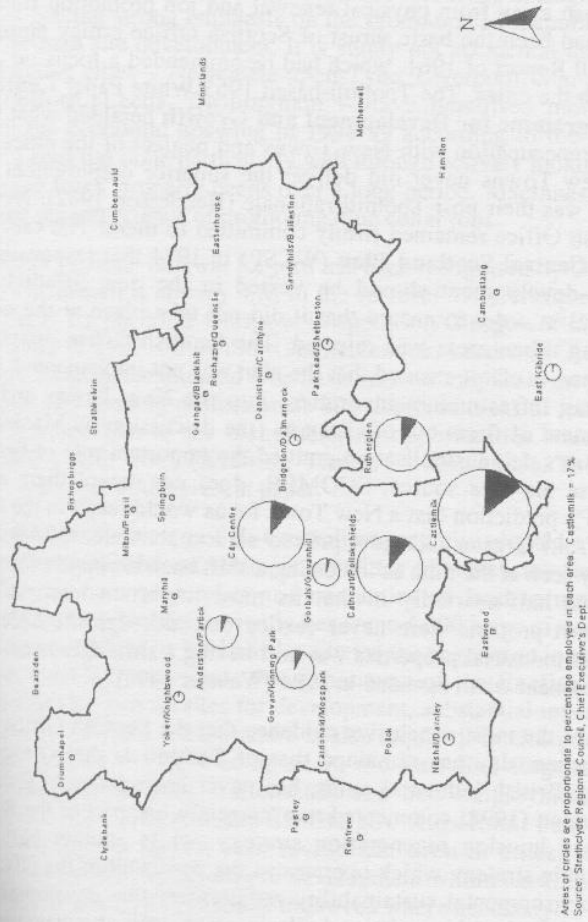 N
Bearsden
Bishopbriggs
Drumchapel
Strathkelvin
Clydebank
Cumbernauld
Milton/Possil
Springburn
Maryhill
Yoker/Knightswood
Garngad/Blackhill
Monklands
Anderston/Partick
Ruchazie/Queenslie
Easterhouse
City Centre
Dennistoun/Carntyne
Govan/Kinning Park
Bridgeton/Dalmarnock
Sandyhills/Baillieston
Paisley
Gorbals/Govanhill
Cardonald/Mosspark
Parkhead/Shettleston
Renfrew
Cathcart/Pollokshields
Rutherglen
Motherwell
Pollok
Castlemilk
Nitshill/Darnley
Hamilton
Eastwood
Cambuslang
East Kilbride
Areas of circles are proportionate to percentage employed in each area - Castlemilk = 17%
Source: Strathclyde Regional Council, Chief Executive's Dept.